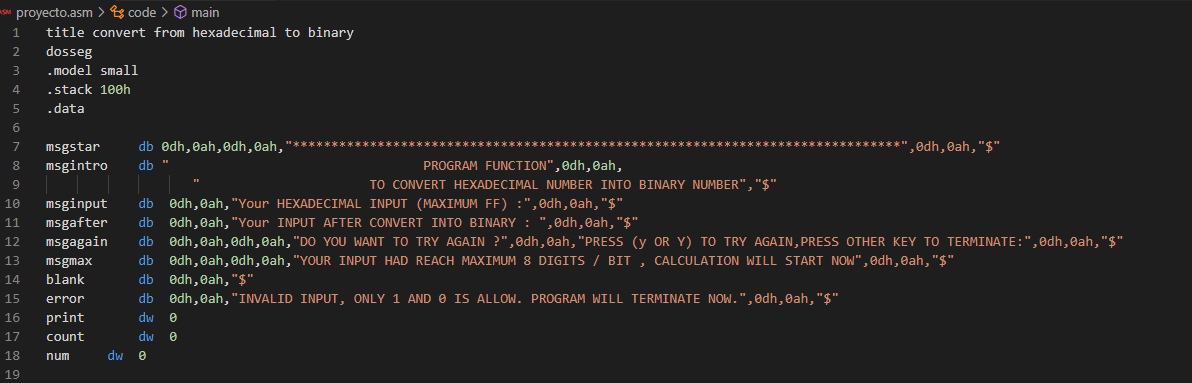 proyecto.asm > code > main
1 title convert from hexadecimal to binary
2 dosseg
3 .model small
4 .stack 100h
5 .data
6
7 msgstar db 0dh,0ah,0dh,0ah,"*******************************************************************************",0dh,0ah,"$"
8 msgintro db " PROGRAM FUNCTION",0dh,0ah,
9 " TO CONVERT HEXADECIMAL NUMBER INTO BINARY NUMBER","$"
10 msginput db 0dh,0ah,"Your HEXADECIMAL INPUT (MAXIMUM FF) :",0dh,0ah,"$"
11 msgafter db 0dh,0ah,"Your INPUT AFTER CONVERT INTO BINARY : ",0dh,0ah,"$"
12 msgagain db 0dh,0ah,0dh,0ah,"DO YOU WANT TO TRY AGAIN ?",0dh,0ah,"PRESS (y OR Y) TO TRY AGAIN,PRESS OTHER KEY TO TERMINATE:",0dh,0ah,"$"
13 msgmax db 0dh,0ah,0dh,0ah,"YOUR INPUT HAD REACH MAXIMUM 8 DIGITS / BIT , CALCULATION WILL START NOW",0dh,0ah,"$"
14 blank db 0dh,0ah,"$"
15 error db 0dh,0ah,"INVALID INPUT, ONLY 1 AND 0 IS ALLOW. PROGRAM WILL TERMINATE NOW.",0dh,0ah,"$"
16 print dw 0
17 count dw 0
18 num dw 0
19